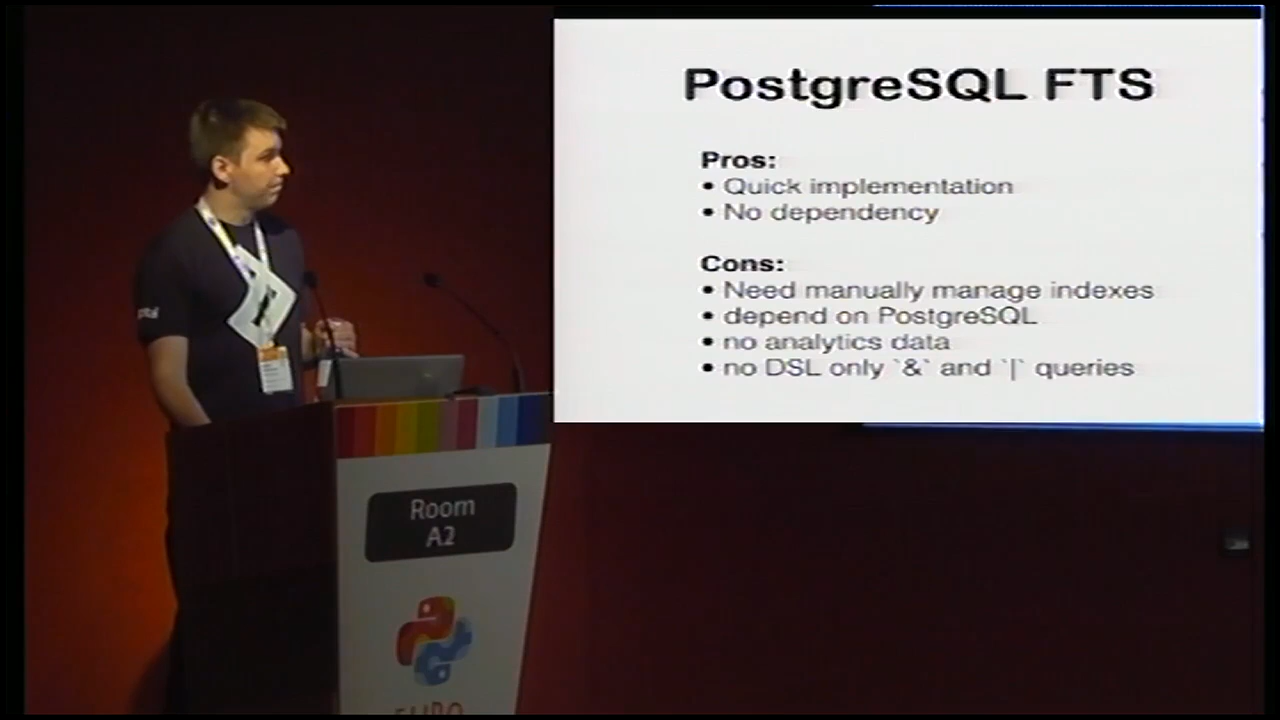 PostgreSQL FTS
Pros:
• Quick implementation
• No dependency
Cons:
• Need manually manage indexes
• depend on PostgreSQL
• no analytics data
• no DSL only `&` and `|` queries
Room
A2
EURO